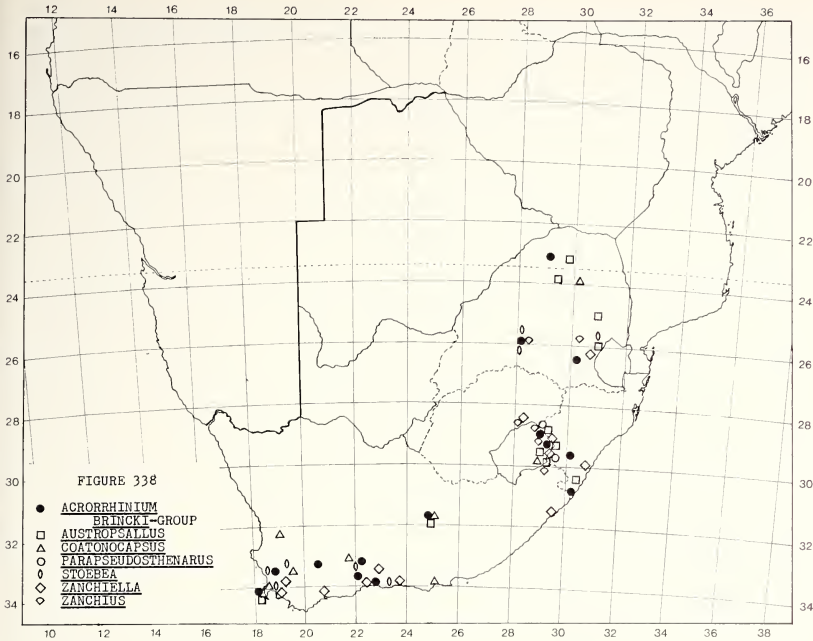 12 14 16 18 20 22 24 26 28 30 32 34 36
16 16
18 18
20 20
22 22
24 24
26 26
28 28
30 30
32 32
34 34
FIGURE 338
ACRORRHINIUM
BRINCKI-GROUP
AUSTROPSALLUS
COATONOCAPSUS
PARAPSEUDOSTHENARUS
STOEBEA
ZANCHIELLA
ZANCHIUS
10 12 14 16 18 20 22 24 26 28 30 32 34 36 38